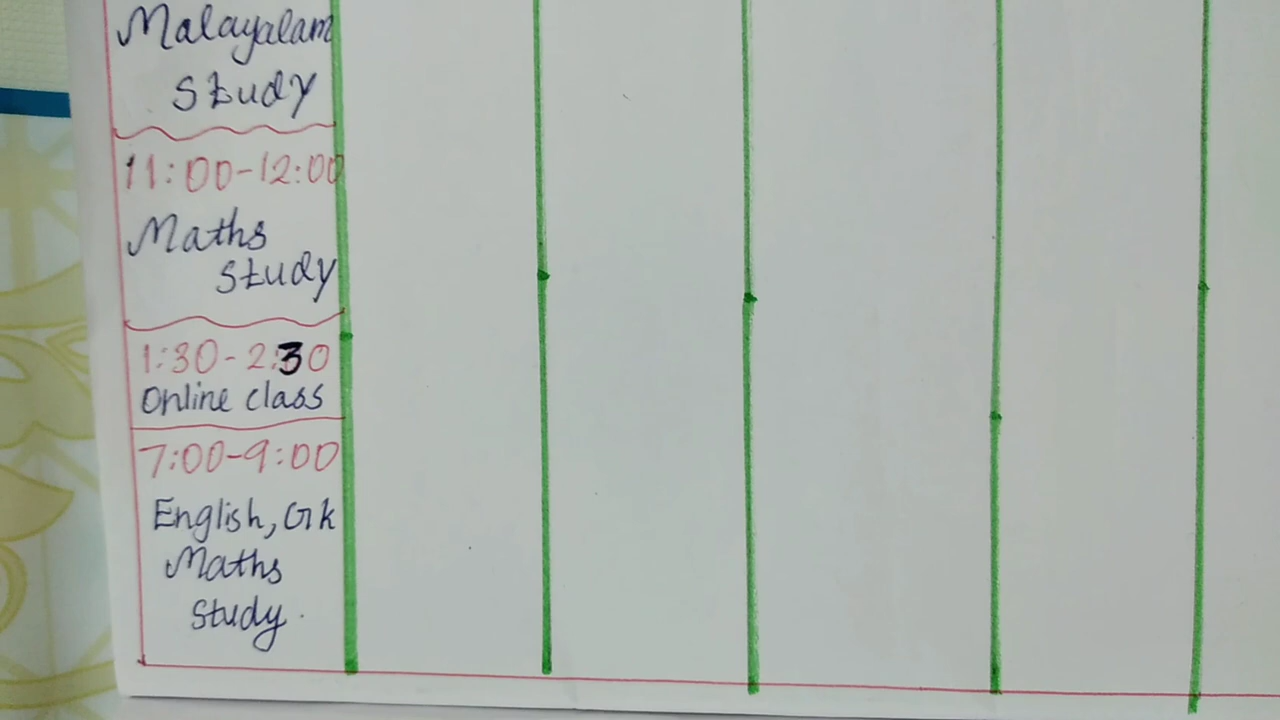 Malayalam
Study
11:00-12:00
Maths
Study
1:30-2:30
Online class
7:00-9:00
English, Gk
Maths
Study.